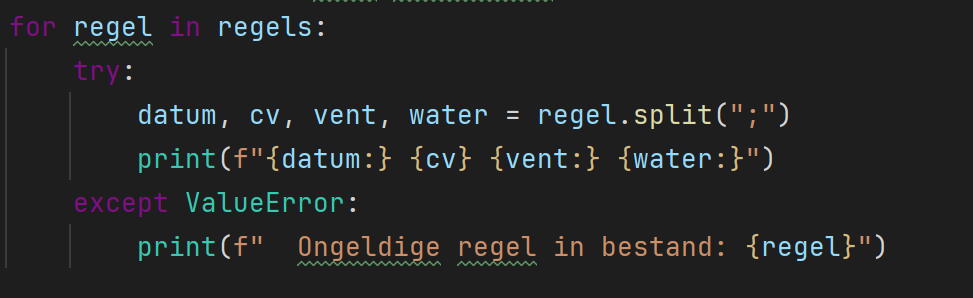 for regel in regels:
    try:
        datum, cv, vent, water = regel.split(";")
        print(f"{datum:} {cv} {vent:} {water:}")
    except ValueError:
        print(f"  Ongeldige regel in bestand: {regel}")